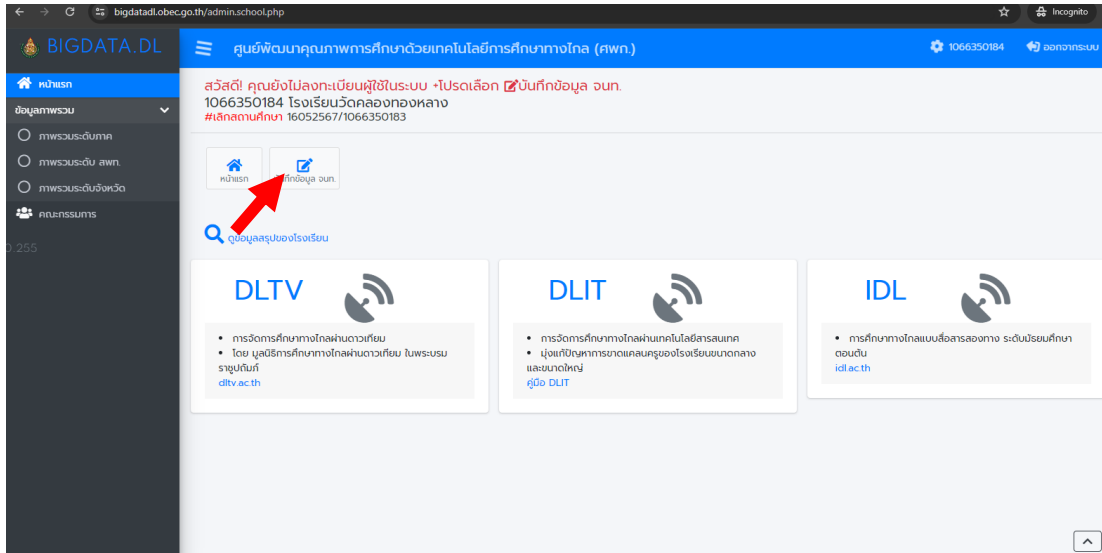 bigdatadl.obec.go.th/admin.school.php
Incognito
BIGDATA.DL
ศูนย์พัฒนาคุณภาพการศึกษาด้วยเทคโนโลยีการศึกษาทางไกล (ศพก.)
1066350184
ออกจากระบบ
หน้าแรก
ข้อมูลภาพรวม
ภาพรวมระดับภาค
ภาพรวมระดับ สพท.
ภาพรวมระดับจังหวัด
คณะกรรมการ
0.255
สวัสดี! คุณยังไม่ลงทะเบียนผู้ใช้ในระบบ +โปรดเลือก บันทึกข้อมูล จนท.
1066350184 โรงเรียนวัดคลองทองหลาง
#เลิกสถานศึกษา 16052567/1066350183
หน้าแรก
ข้อมูล จนท.
ดูข้อมูลสรุปของโรงเรียน
DLTV
• การจัดการศึกษาทางไกลผ่านดาวเทียม
• โดย มูลนิธิการศึกษาทางไกลผ่านดาวเทียม ในพระบรม
ราชูปถัมภ์
dltv.ac.th
DLIT
• การจัดการศึกษาทางไกลผ่านเทคโนโลยีสารสนเทศ
• มุ่งแก้ปัญหาการขาดแคลนครูของโรงเรียนขนาดกลาง
และขนาดใหญ่
คู่มือ DLIT
IDL
• การศึกษาทางไกลแบบสื่อสารสองทาง ระดับมัธยมศึกษา
ตอนต้น
idl.ac.th